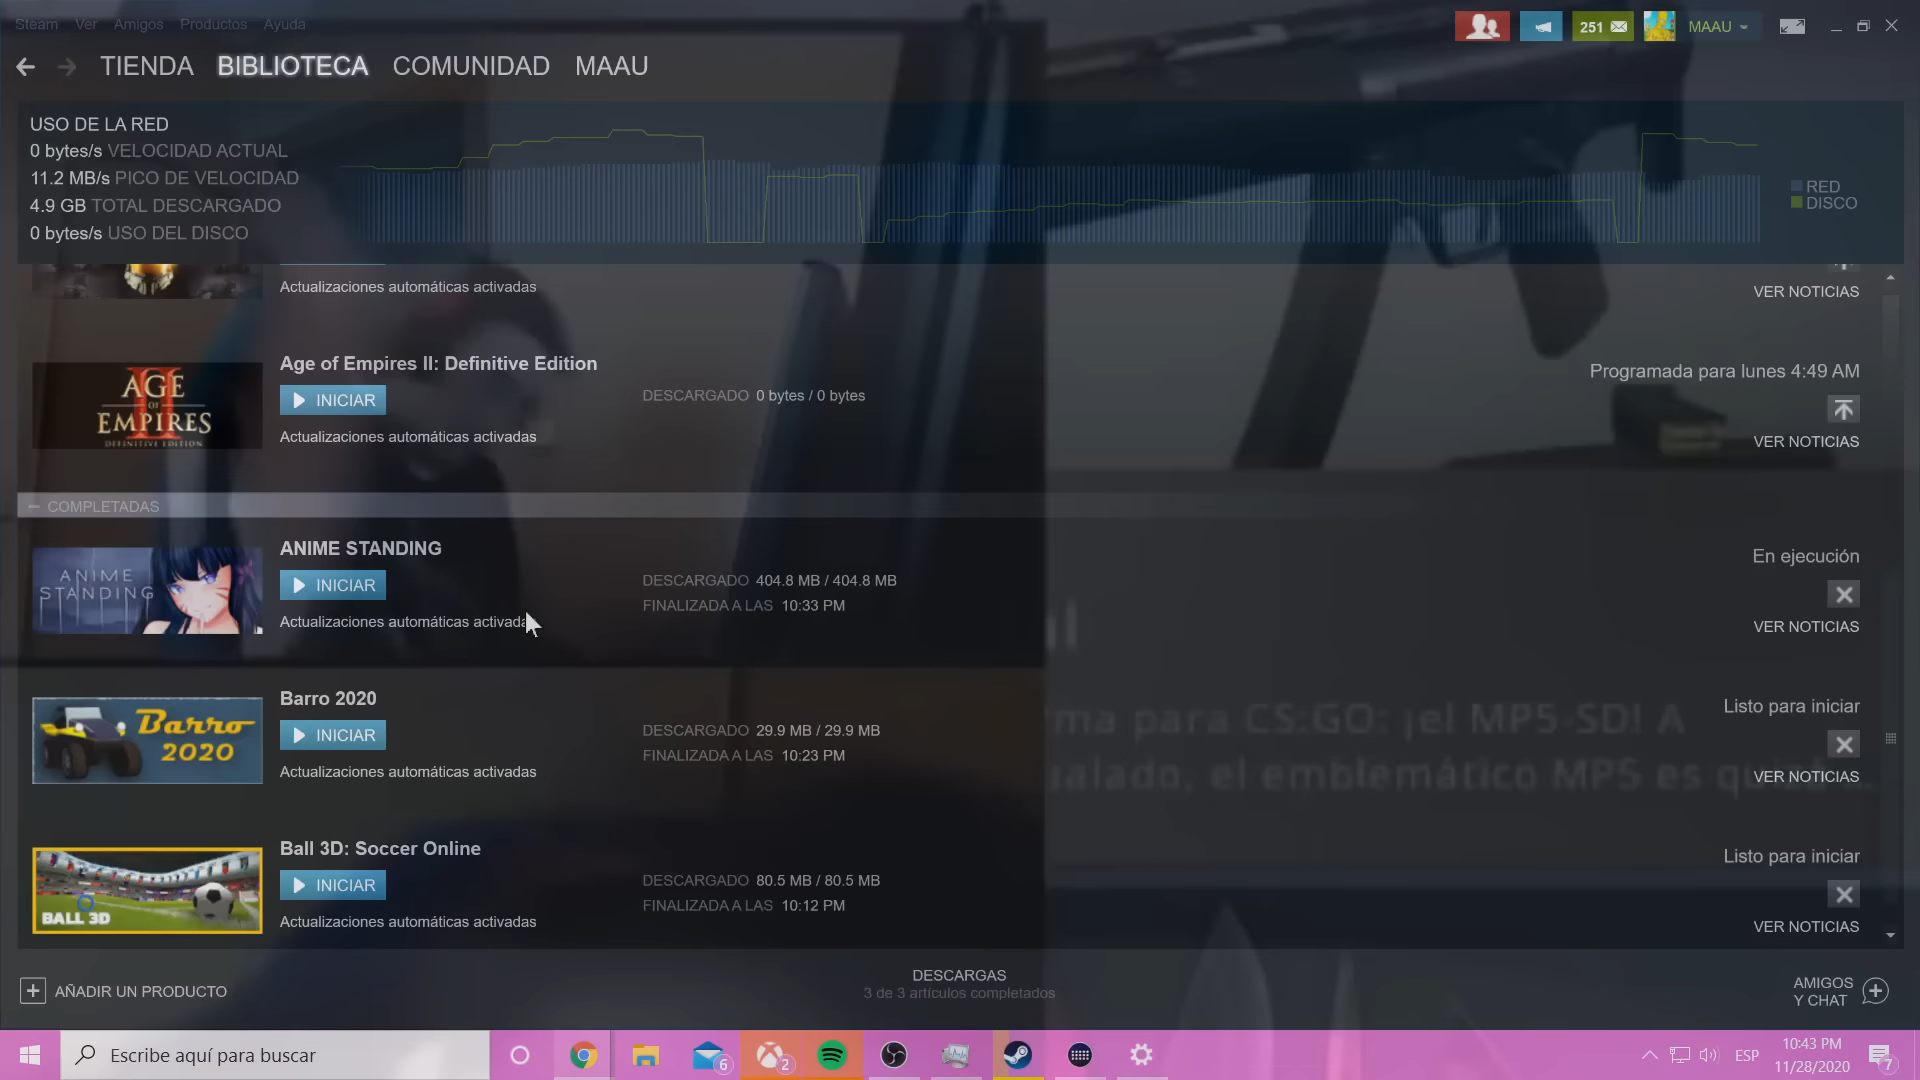 Steam Ver Amigos Productos Ayuda
251 MAAU
TIENDA BIBLIOTECA COMUNIDAD MAAU
USO DE LA RED
0 bytes/s VELOCIDAD ACTUAL
11.2 MB/s PICO DE VELOCIDAD
4.9 GB TOTAL DESCARGADO
0 bytes/s USO DEL DISCO
RED
DISCO
Actualizaciones automáticas activadas
VER NOTICIAS
AGE OF EMPIRES II DEFINITIVE EDITION
Age of Empires II: Definitive Edition
INICIAR
Actualizaciones automáticas activadas
DESCARGADO 0 bytes / 0 bytes
Programada para lunes 4:49 AM
VER NOTICIAS
COMPLETADAS
ANIME STANDING
ANIME STANDING
INICIAR
Actualizaciones automáticas
DESCARGADO 404.8 MB / 404.8 MB
FINALIZADA A LAS 10:33 PM
En ejecución
VER NOTICIAS
Barro 2020
Barro 2020
INICIAR
Actualizaciones automáticas activadas
DESCARGADO 29.9 MB / 29.9 MB
FINALIZADA A LAS 10:23 PM
Listo para iniciar
VER NOTICIAS
para CS:GO: ¡el MP5-SD! A
el emblemático MP5 es
BALL 3D
Ball 3D: Soccer Online
INICIAR
Actualizaciones automáticas activadas
DESCARGADO 80.5 MB / 80.5 MB
FINALIZADA A LAS 10:12 PM
Listo para iniciar
VER NOTICIAS
AÑADIR UN PRODUCTO
DESCARGAS
3 de 3 artículos completados
AMIGOS
Y CHAT
Escribe aquí para buscar
6
2
ESP
10:43 PM
11/28/2020
7